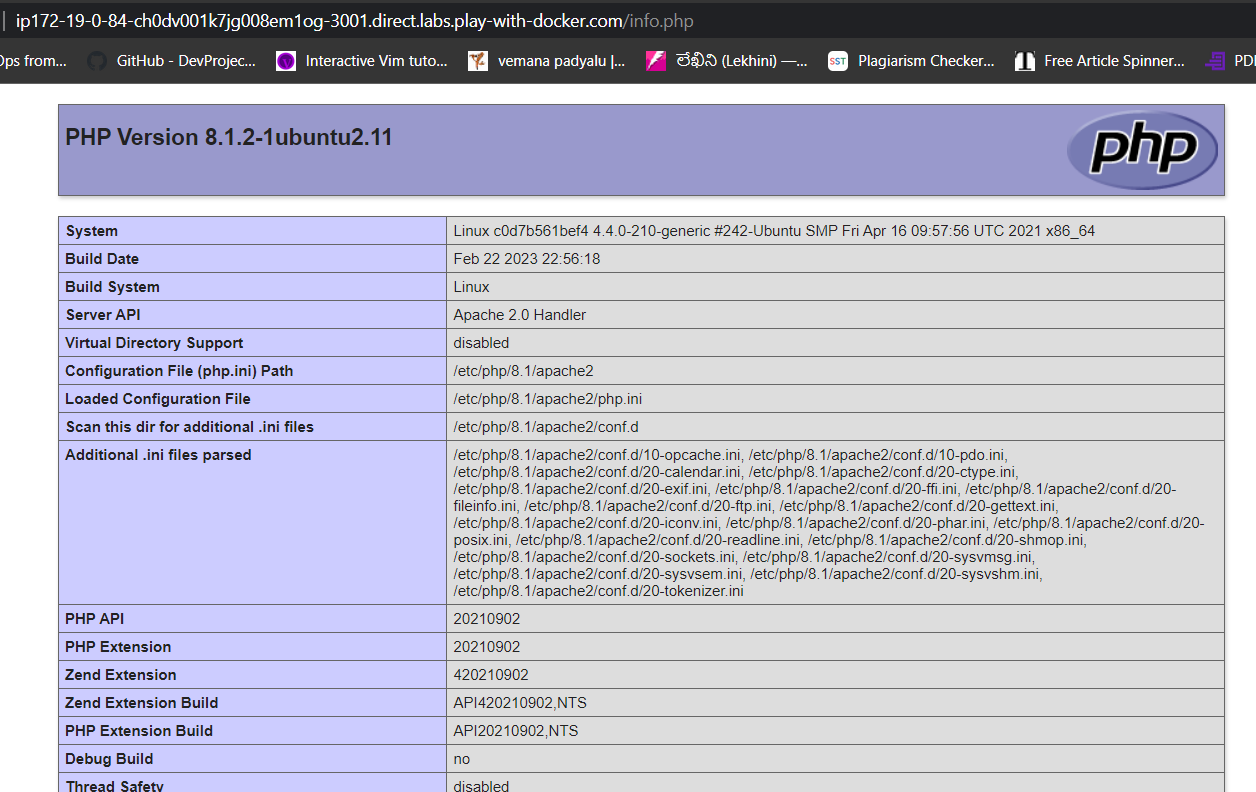 ip172-19-0-84-ch0dv001k7jg008em1og-3001.direct.labs.play-with-docker.com/info.php
Ops from... GitHub - DevProjec... Interactive Vim tuto... vemana padyalu |... లేఖిని (Lekhini) —... SST Plagiarism Checker... Free Article Spinner... PDF
PHP Version 8.1.2-1ubuntu2.11
php
System Linux c0d7b561bef4 4.4.0-210-generic #242-Ubuntu SMP Fri Apr 16 09:57:56 UTC 2021 x86_64
Build Date Feb 22 2023 22:56:18
Build System Linux
Server API Apache 2.0 Handler
Virtual Directory Support disabled
Configuration File (php.ini) Path /etc/php/8.1/apache2
Loaded Configuration File /etc/php/8.1/apache2/php.ini
Scan this dir for additional .ini files /etc/php/8.1/apache2/conf.d
Additional .ini files parsed /etc/php/8.1/apache2/conf.d/10-opcache.ini, /etc/php/8.1/apache2/conf.d/10-pdo.ini,
/etc/php/8.1/apache2/conf.d/20-calendar.ini, /etc/php/8.1/apache2/conf.d/20-ctype.ini,
/etc/php/8.1/apache2/conf.d/20-exif.ini, /etc/php/8.1/apache2/conf.d/20-ffi.ini, /etc/php/8.1/apache2/conf.d/20-
fileinfo.ini, /etc/php/8.1/apache2/conf.d/20-ftp.ini, /etc/php/8.1/apache2/conf.d/20-gettext.ini,
/etc/php/8.1/apache2/conf.d/20-iconv.ini, /etc/php/8.1/apache2/conf.d/20-phar.ini, /etc/php/8.1/apache2/conf.d/20-
posix.ini, /etc/php/8.1/apache2/conf.d/20-readline.ini, /etc/php/8.1/apache2/conf.d/20-shmop.ini,
/etc/php/8.1/apache2/conf.d/20-sockets.ini, /etc/php/8.1/apache2/conf.d/20-sysvmsg.ini,
/etc/php/8.1/apache2/conf.d/20-sysvsem.ini, /etc/php/8.1/apache2/conf.d/20-sysvshm.ini,
/etc/php/8.1/apache2/conf.d/20-tokenizer.ini
PHP API 20210902
PHP Extension 20210902
Zend Extension 420210902
Zend Extension Build API420210902,NTS
PHP Extension Build API20210902,NTS
Debug Build no
Thread Safety disabled